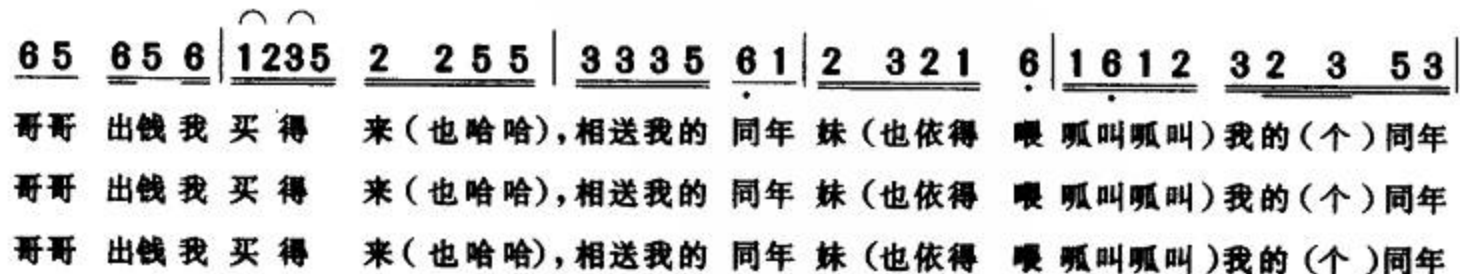 65 656|1235 2 255|3335 61|2 321 6|1612 32 3 53|
哥哥 出钱我 买得 来(也哈哈),相送我的 同年 妹(也依得 喂 呱叫呱叫)我的(个)同年
哥哥 出钱我 买得 来(也哈哈),相送我的 同年 妹(也依得 喂 呱叫呱叫)我的(个)同年
哥哥 出钱我 买得 来(也哈哈),相送我的 同年 妹(也依得 喂 呱叫呱叫)我的(个)同年